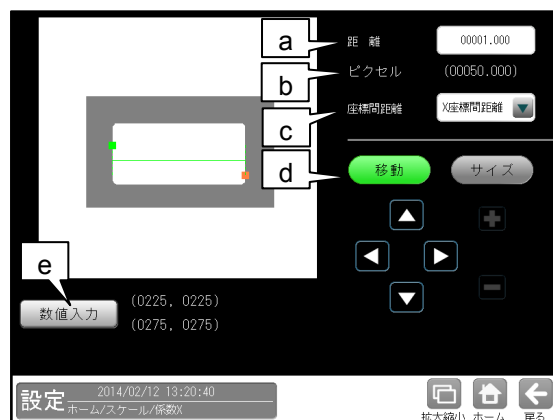 a
距 離
00001.000
b
ピクセル
(00050.000)
c
座標間距離
X座標間距離
d
移動
サイズ
e
数値入力
(0225, 0225)
(0275, 0275)
設定
2014/02/12 13:20:40
ホーム/スケール/係数X
拡大縮小
ホーム
戻る